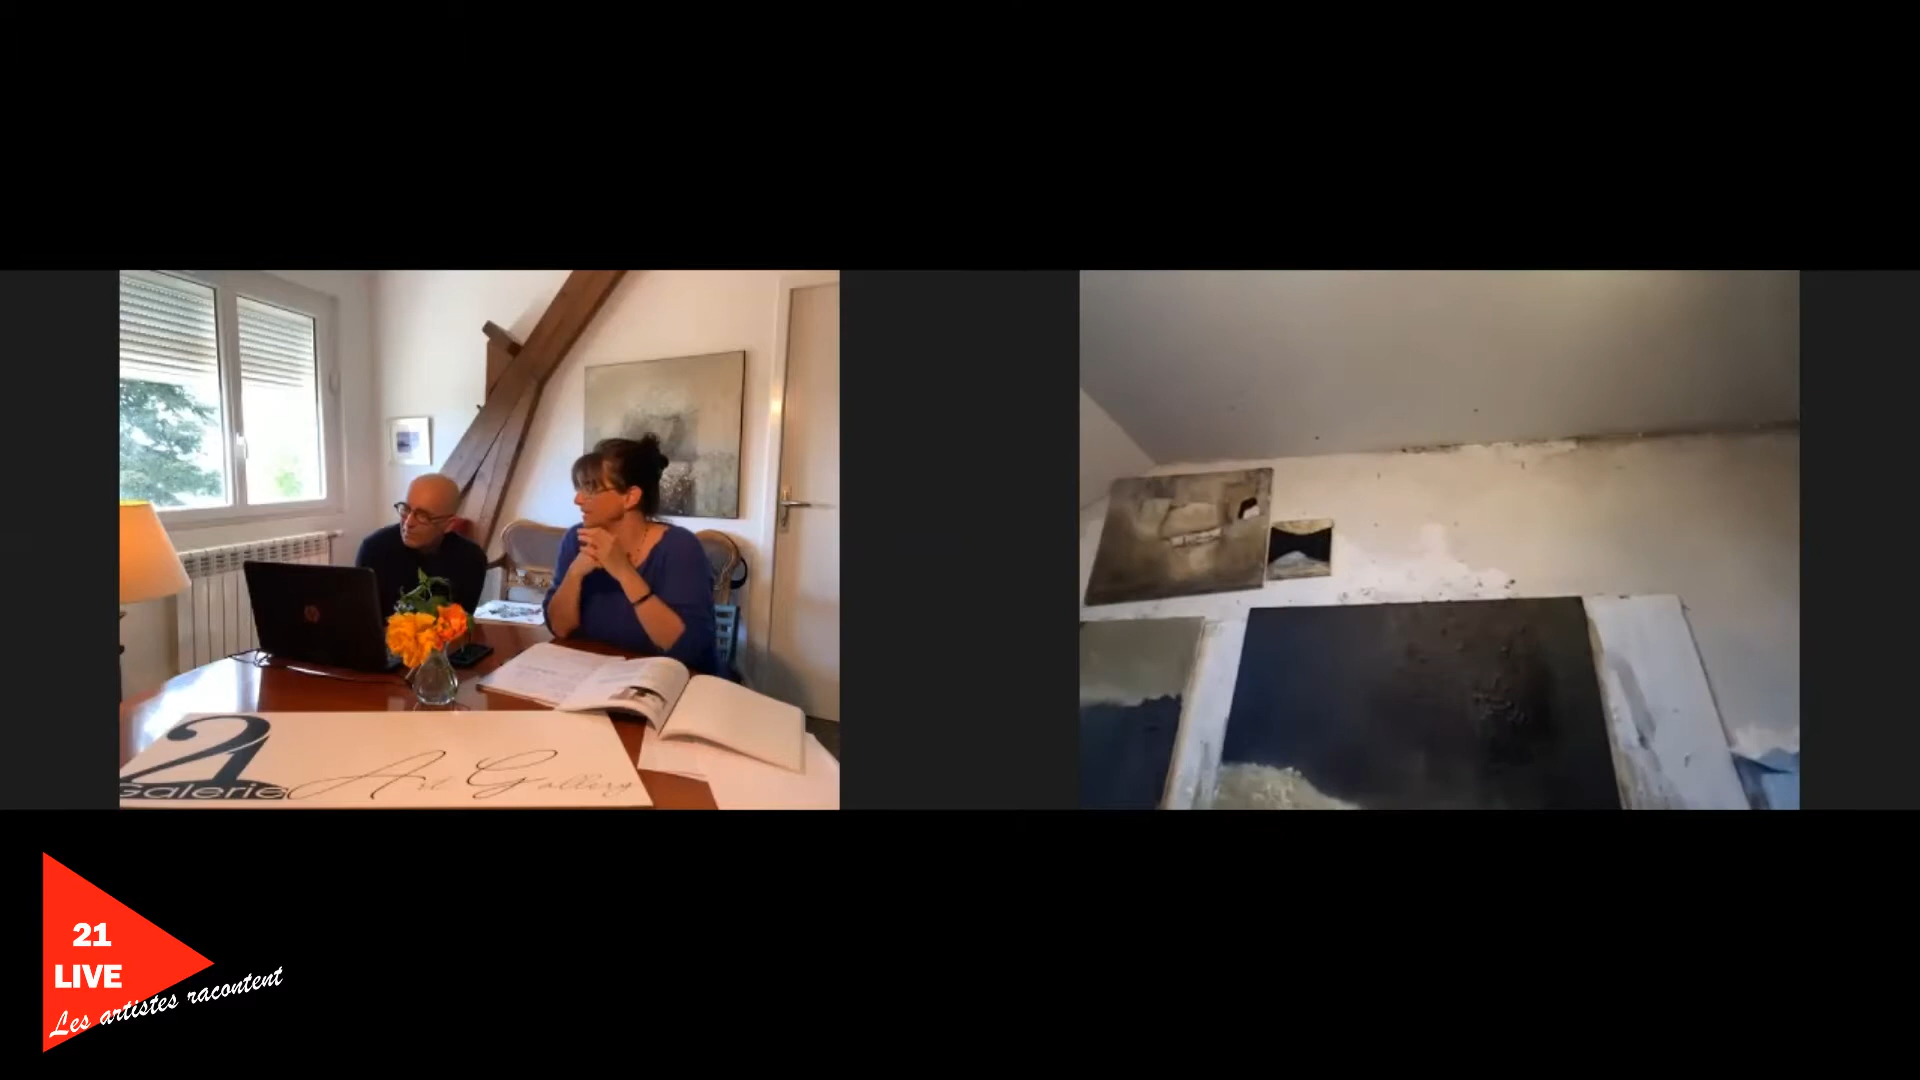 21
Galerie
Art Gallery
21
LIVE
Les artistes racontent